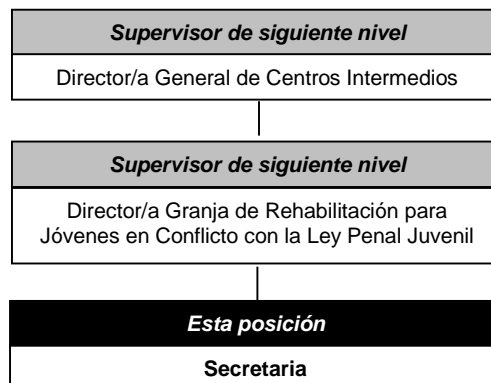 Supervisor de siguiente nivel
Director/a General de Centros Intermedios
Supervisor de siguiente nivel
Director/a Granja de Rehabilitación para
Jóvenes en Conflicto con la Ley Penal Juvenil
Esta posición
Secretaria